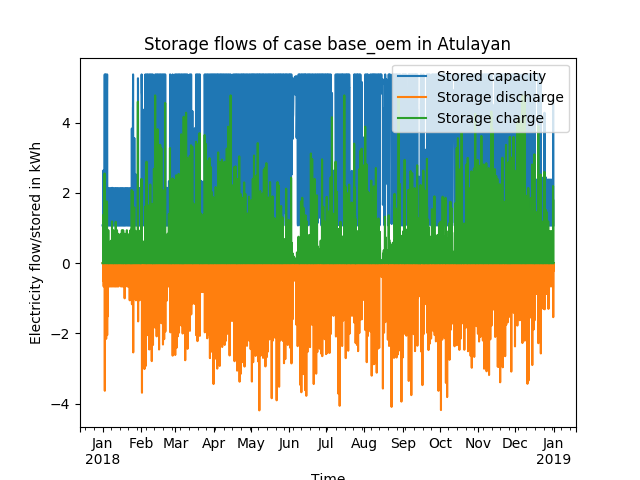 Storage flows of case base_oem in Atulayan
Stored capacity
Storage discharge
Storage charge
Electricity flow/stored in kWh
4
2
0
−2
−4
Jan Feb Mar Apr May Jun Jul Aug Sep Oct Nov Dec Jan
2018 2019
Time